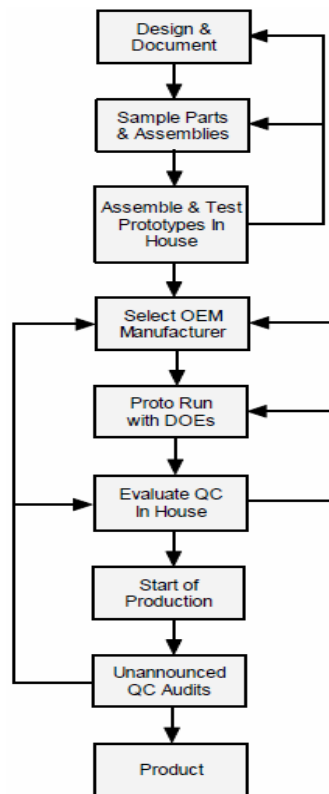 Design &
Document
Sample Parts
& Assemblies
Assemble & Test
Prototypes In
House
Select OEM
Manufacturer
Proto Run
with DOEs
Evaluate QC
In House
Start of
Production
Unannounced
QC Audits
Product